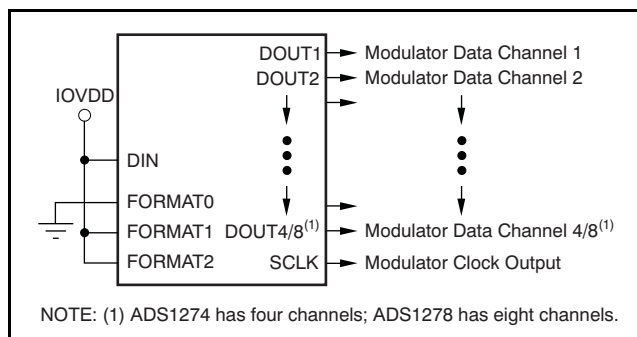 DOUT1 Modulator Data Channel 1
DOUT2 Modulator Data Channel 2
IOVDD
DIN
FORMAT0
FORMAT1 DOUT4/8(1) Modulator Data Channel 4/8(1)
FORMAT2 SCLK Modulator Clock Output
NOTE: (1) ADS1274 has four channels; ADS1278 has eight channels.